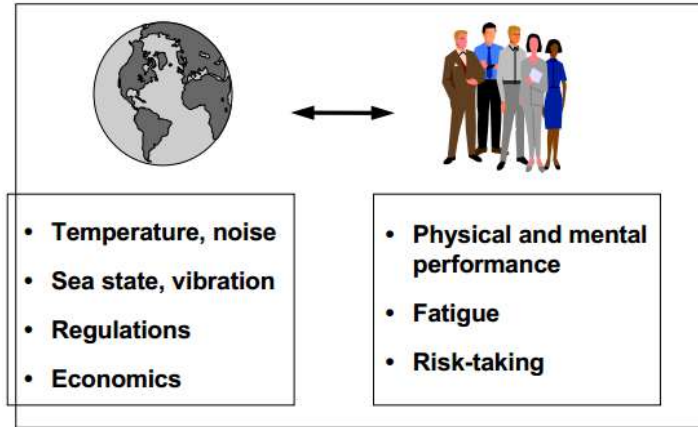 • Temperature, noise
• Sea state, vibration
• Regulations
• Economics
• Physical and mental
performance
• Fatigue
• Risk-taking